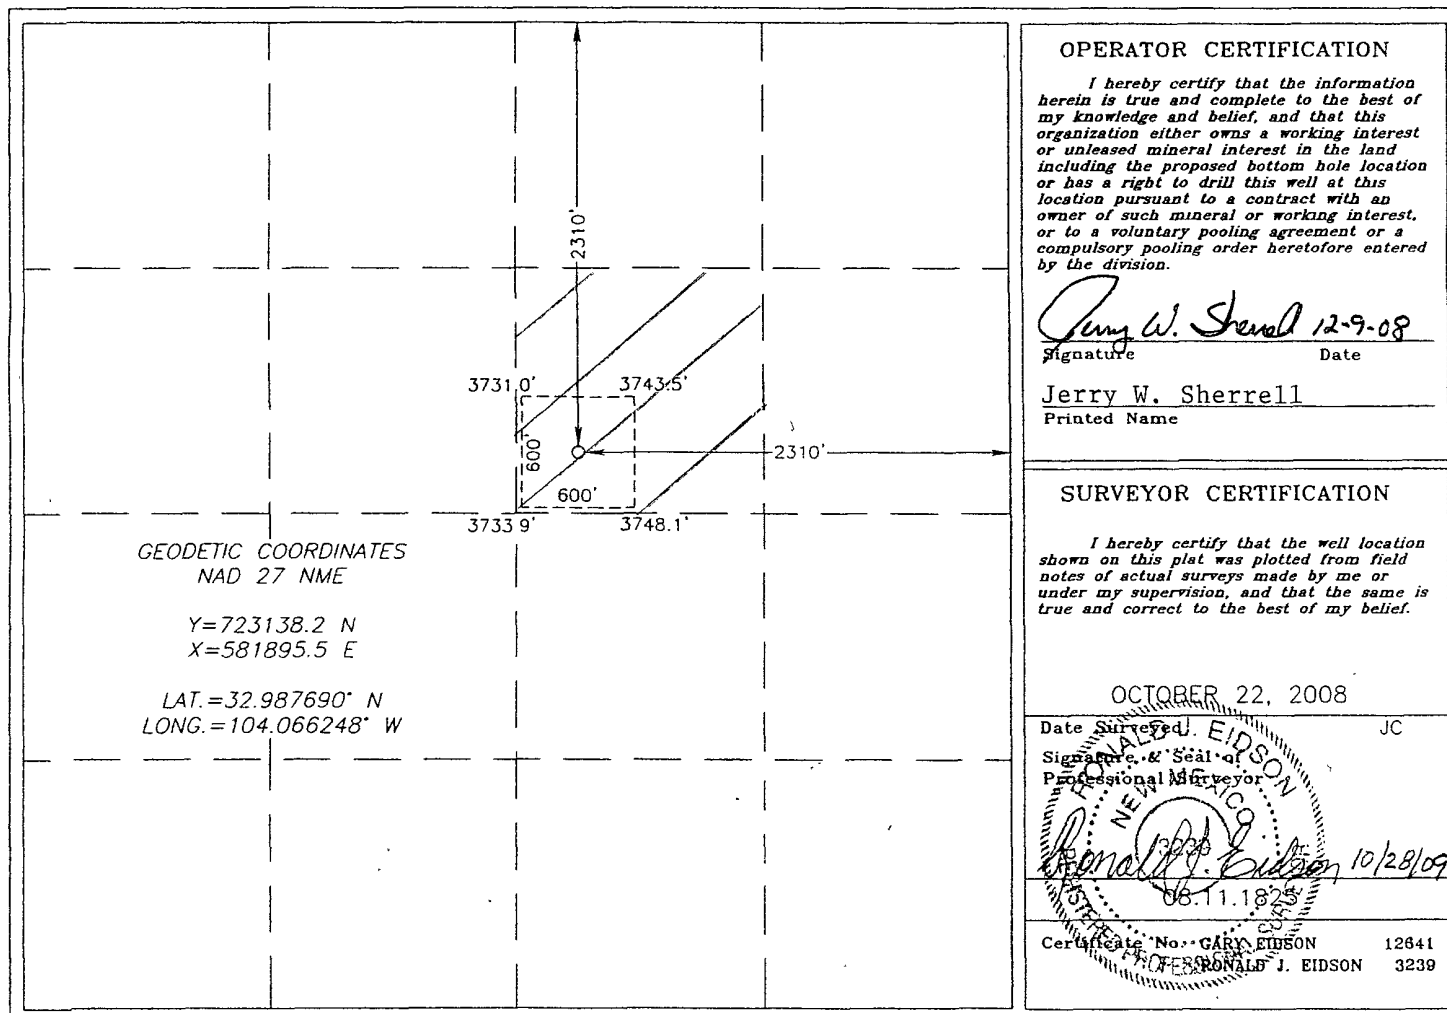 2310'
3731.0'
3743.5'
600'
2310'
600'
3733 9'
3748.1'
GEODETIC COORDINATES
NAD 27 NME
Y=723138.2 N
X=581895.5 E
LAT.=32.987690° N
LONG.=104.066248° W
OPERATOR CERTIFICATION
I hereby certify that the information
herein is true and complete to the best of
my knowledge and belief, and that this
organization either owns a working interest
or unleased mineral interest in the land
including the proposed bottom hole location
or has a right to drill this well at this
location pursuant to a contract with an
owner of such mineral or working interest,
or to a voluntary pooling agreement or a
compulsory pooling order heretofore entered
by the division.
Jerry W. Sherrell 12-9-08
Signature Date
Jerry W. Sherrell
Printed Name
SURVEYOR CERTIFICATION
I hereby certify that the well location
shown on this plat was plotted from field
notes of actual surveys made by me or
under my supervision, and that the same is
true and correct to the best of my belief.
OCTOBER 22, 2008
Date Surveyed JC
Signature & Seal of
Professional Surveyor
RONALD J. EIDSON
NEW MEXICO
3239
REGISTERED PROFESSIONAL
Ronald J. Eidson 10/28/09
08.11.1825
Certificate No. GARY EIDSON 12641
RONALD J. EIDSON 3239